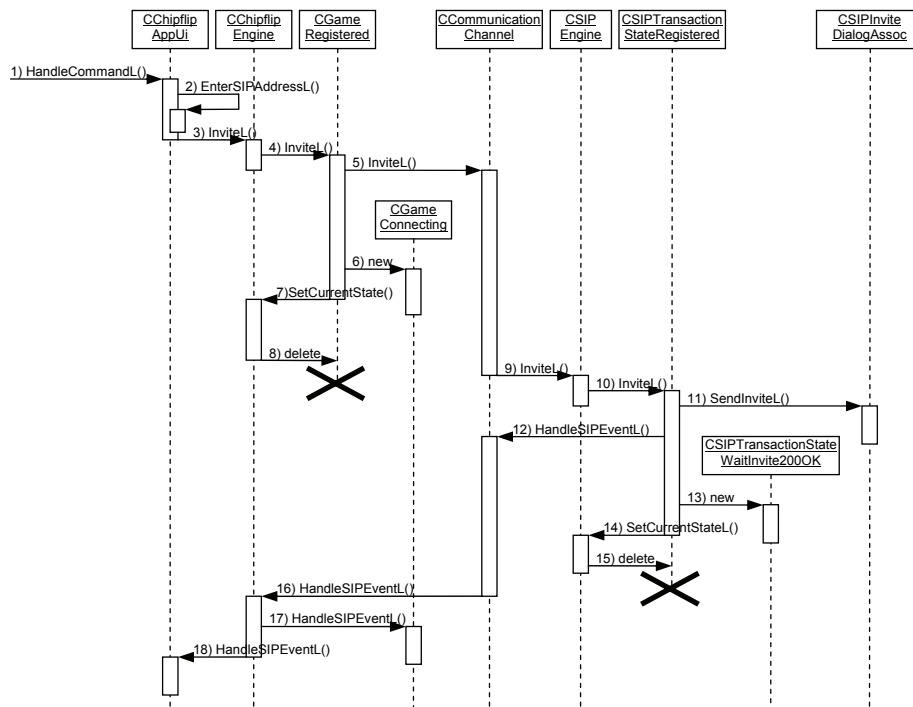 CChipflip
AppUi
CChipflip
Engine
CGame
Registered
CCommunication
Channel
CSIP
Engine
CSIPTransaction
StateRegistered
CSIPInvite
DialogAssoc
1) HandleCommandL()
2) EnterSIPAddressL()
3) InviteL()
4) InviteL()
5) InviteL()
CGame
Connecting
6) new
7)SetCurrentState()
8) delete
9) InviteL()
10) InviteL()
11) SendInviteL()
12) HandleSIPEventL()
CSIPTransactionState
WaitInvite200OK
13) new
14) SetCurrentStateL()
15) delete
16) HandleSIPEventL()
17) HandleSIPEventL()
18) HandleSIPEventL()